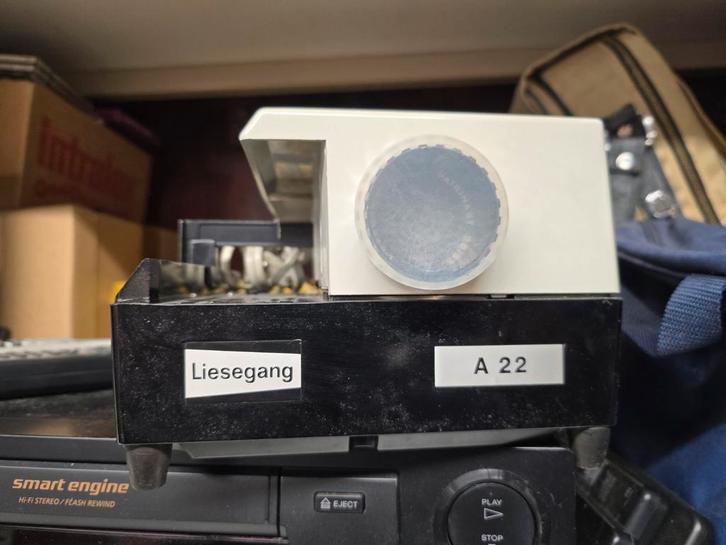 Liesegang
A 22
smart engine
Hi-Fi STEREO / FLASH REWIND
EJECT
PLAY
STOP